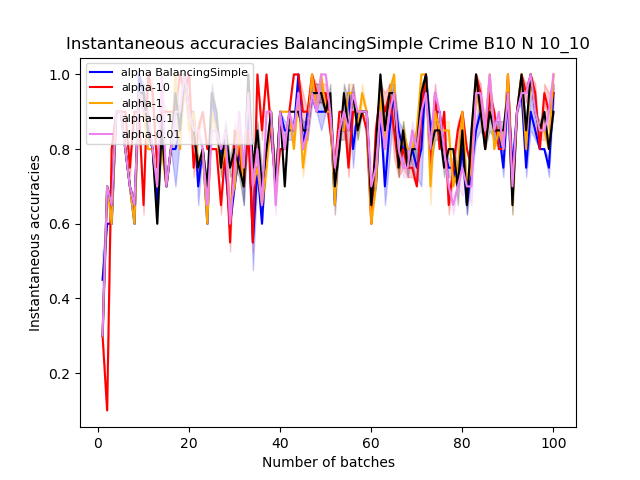 Instantaneous accuracies BalancingSimple Crime B10 N 10_10
alpha BalancingSimple
alpha-10
alpha-1
alpha-0.1
alpha-0.01
1.0
0.8
0.6
0.4
0.2
Instantaneous accuracies
0
20
40
60
80
100
Number of batches